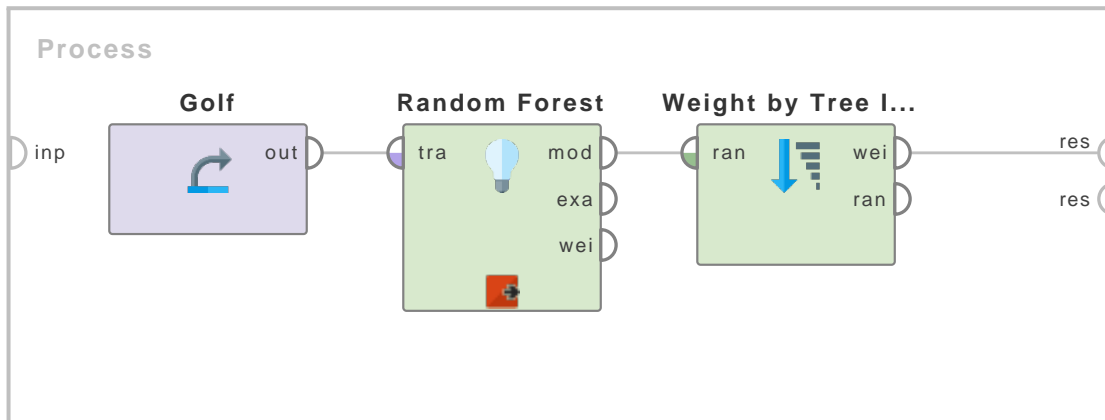 Process
Golf
Random Forest
Weight by Tree I...
inp
out
tra
mod
exa
wei
ran
wei
ran
res
res